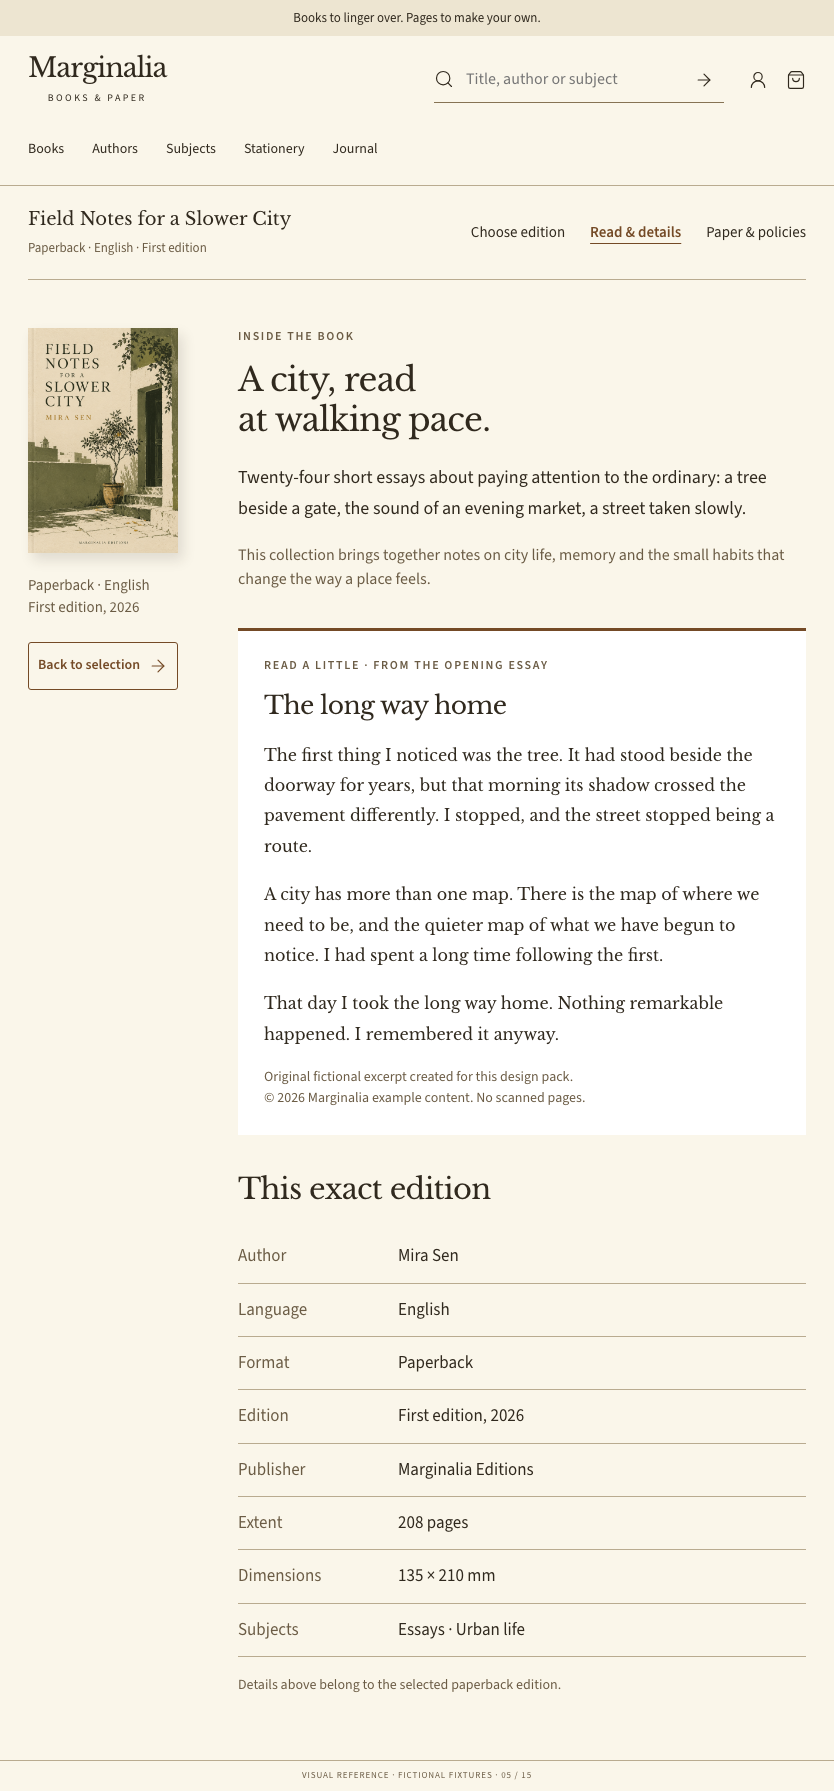 Books to linger over. Pages to make your own.
Marginalia
BOOKS & PAPER
Title, author or subject
Books Authors Subjects Stationery Journal
Field Notes for a Slower City
Paperback · English · First edition
Choose edition Read & details Paper & policies
FIELD
NOTES
FOR A
SLOWER
CITY
MIRA SEN
MARGINALIA EDITIONS
Paperback · English
First edition, 2026
Back to selection
INSIDE THE BOOK
A city, read
at walking pace.
Twenty-four short essays about paying attention to the ordinary: a tree
beside a gate, the sound of an evening market, a street taken slowly.
This collection brings together notes on city life, memory and the small habits that
change the way a place feels.
READ A LITTLE · FROM THE OPENING ESSAY
The long way home
The first thing I noticed was the tree. It had stood beside the
doorway for years, but that morning its shadow crossed the
pavement differently. I stopped, and the street stopped being a
route.
A city has more than one map. There is the map of where we
need to be, and the quieter map of what we have begun to
notice. I had spent a long time following the first.
That day I took the long way home. Nothing remarkable
happened. I remembered it anyway.
Original fictional excerpt created for this design pack.
© 2026 Marginalia example content. No scanned pages.
This exact edition
Author Mira Sen
Language English
Format Paperback
Edition First edition, 2026
Publisher Marginalia Editions
Extent 208 pages
Dimensions 135 × 210 mm
Subjects Essays · Urban life
Details above belong to the selected paperback edition.
VISUAL REFERENCE · FICTIONAL FIXTURES · 05 / 15